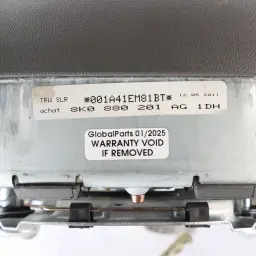 TRW SLR *001A41EM81BT* 12.05.2011
achat 8K0 880 201 AG 1DH
GlobalParts 01/2025
WARRANTY VOID
IF REMOVED